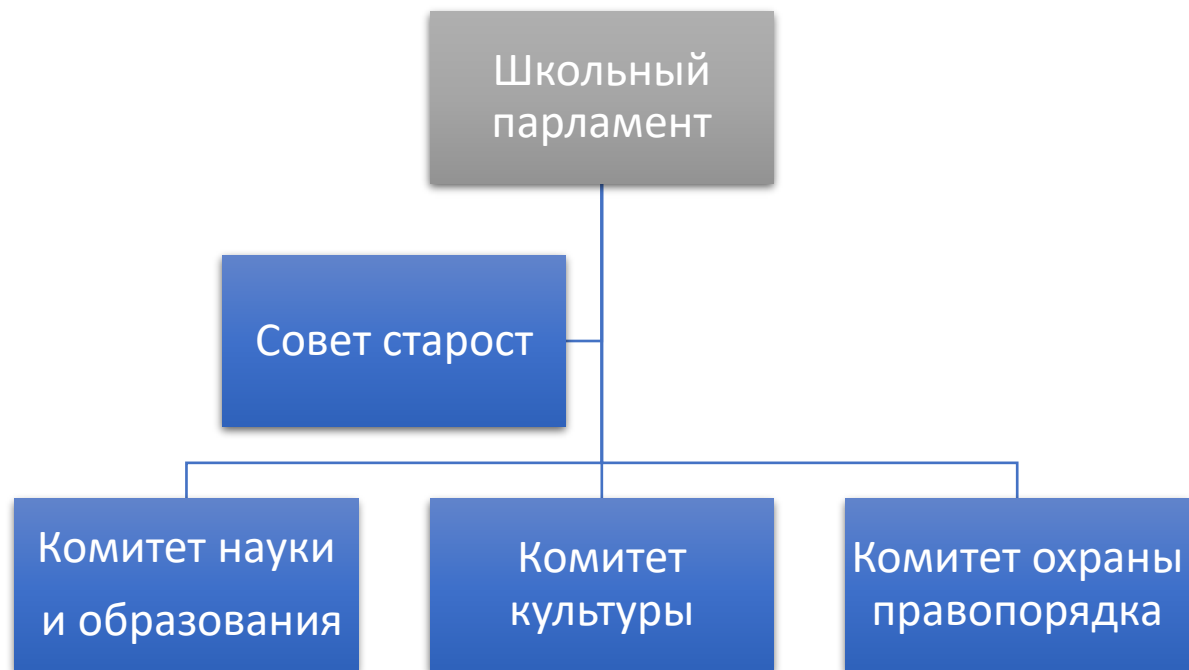 Школьный
парламент
Совет старост
Комитет науки
и образования
Комитет
культуры
Комитет охраны
правопорядка